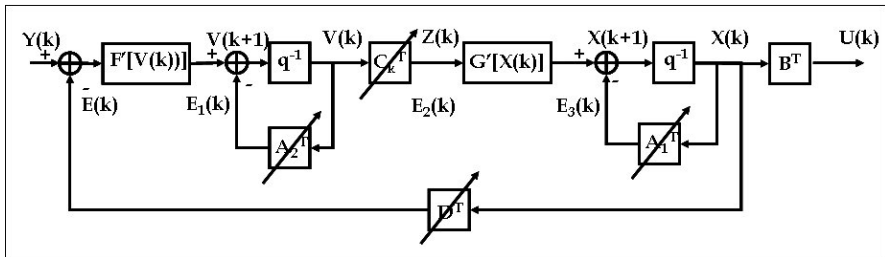 Y(k) + - E(k) F'[V(k))] + V(k+1) - E₁(k) q⁻¹ V(k) A₂ᵀ Cₖᵀ Z(k) E₂(k) G'[X(k)] + X(k+1) - E₃(k) q⁻¹ X(k) A₁ᵀ Bᵀ U(k)
Dᵀ